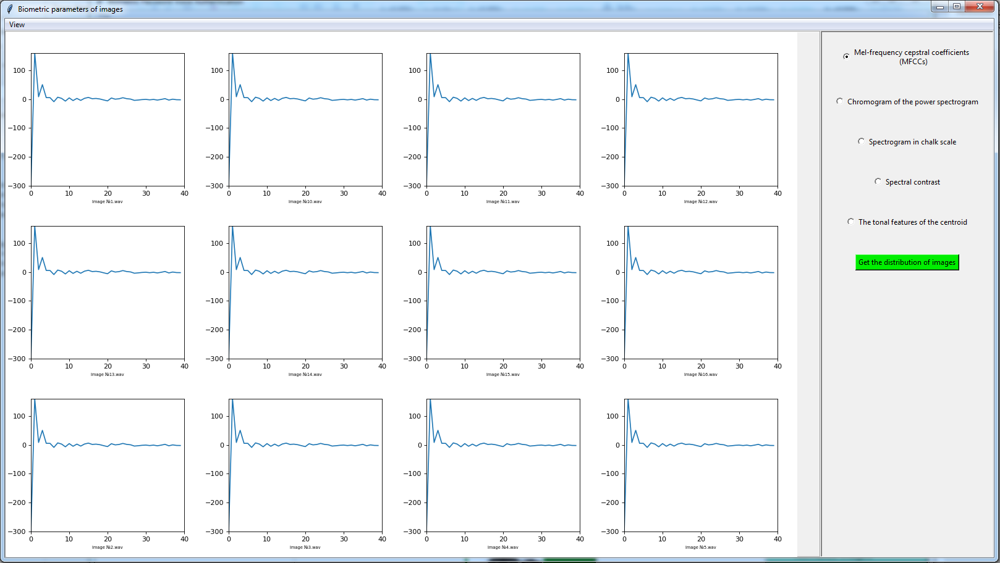 Biometric parameters of images
View
100
0
−100
−200
−300
0 10 20 30 40
Image №1.wav
100
0
−100
−200
−300
0 10 20 30 40
Image №10.wav
100
0
−100
−200
−300
0 10 20 30 40
Image №11.wav
100
0
−100
−200
−300
0 10 20 30 40
Image №12.wav
100
0
−100
−200
−300
0 10 20 30 40
Image №13.wav
100
0
−100
−200
−300
0 10 20 30 40
Image №14.wav
100
0
−100
−200
−300
0 10 20 30 40
Image №15.wav
100
0
−100
−200
−300
0 10 20 30 40
Image №16.wav
100
0
−100
−200
−300
0 10 20 30 40
Image №2.wav
100
0
−100
−200
−300
0 10 20 30 40
Image №3.wav
100
0
−100
−200
−300
0 10 20 30 40
Image №4.wav
100
0
−100
−200
−300
0 10 20 30 40
Image №5.wav
Mel-frequency cepstral coefficients
(MFCCs)
Chromogram of the power spectrogram
Spectrogram in chalk scale
Spectral contrast
The tonal features of the centroid
Get the distribution of images